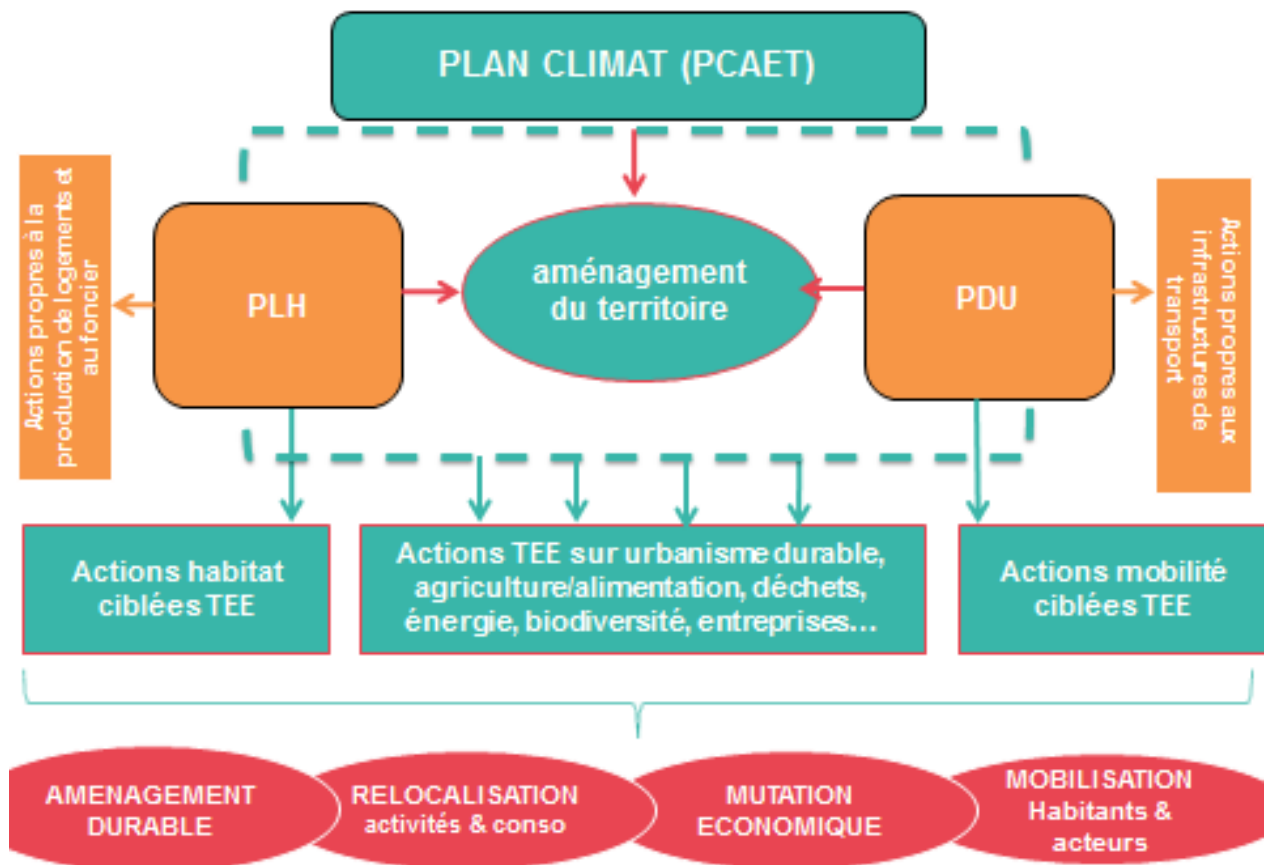 PLAN CLIMAT (PCAET)
Actions propres à la
production de logements et
au foncier
PLH
aménagement
du territoire
PDU
Actions propres aux
infrastructures de
transport
Actions habitat
ciblées TEE
Actions TEE sur urbanisme durable,
agriculture/alimentation, déchets,
énergie, biodiversité, entreprises...
Actions mobilité
ciblées TEE
AMENAGEMENT
DURABLE
RELOCALISATION
activités & conso
MUTATION
ECONOMIQUE
MOBILISATION
Habitants &
acteurs